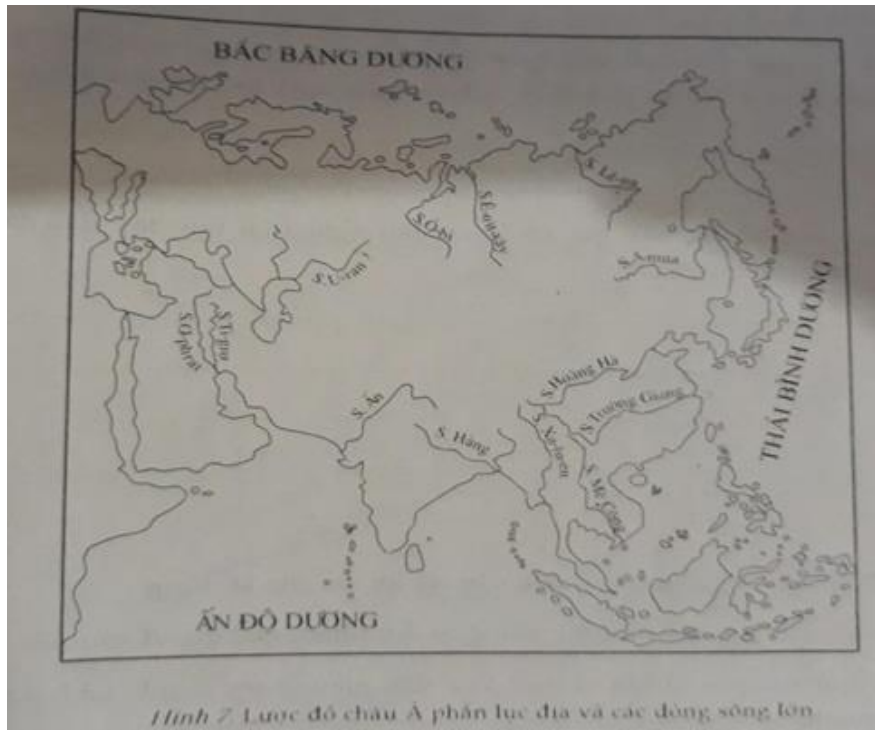 BẮC BĂNG DƯƠNG
S. Lê-na
S. Ô-bi
S. Ê-nit-xây
S. A-mua
S. U-ran
S. Ơ-phrát
S. Ti-grơ
THÁI BÌNH DƯƠNG
S. Hoàng Hà
S. Trường Giang
S. Ấn
S. Hằng
S. Xa-luen
S. Mê Công
ẤN ĐỘ DƯƠNG
Hình 7. Lược đồ châu Á phần lục địa và các dòng sông lớn